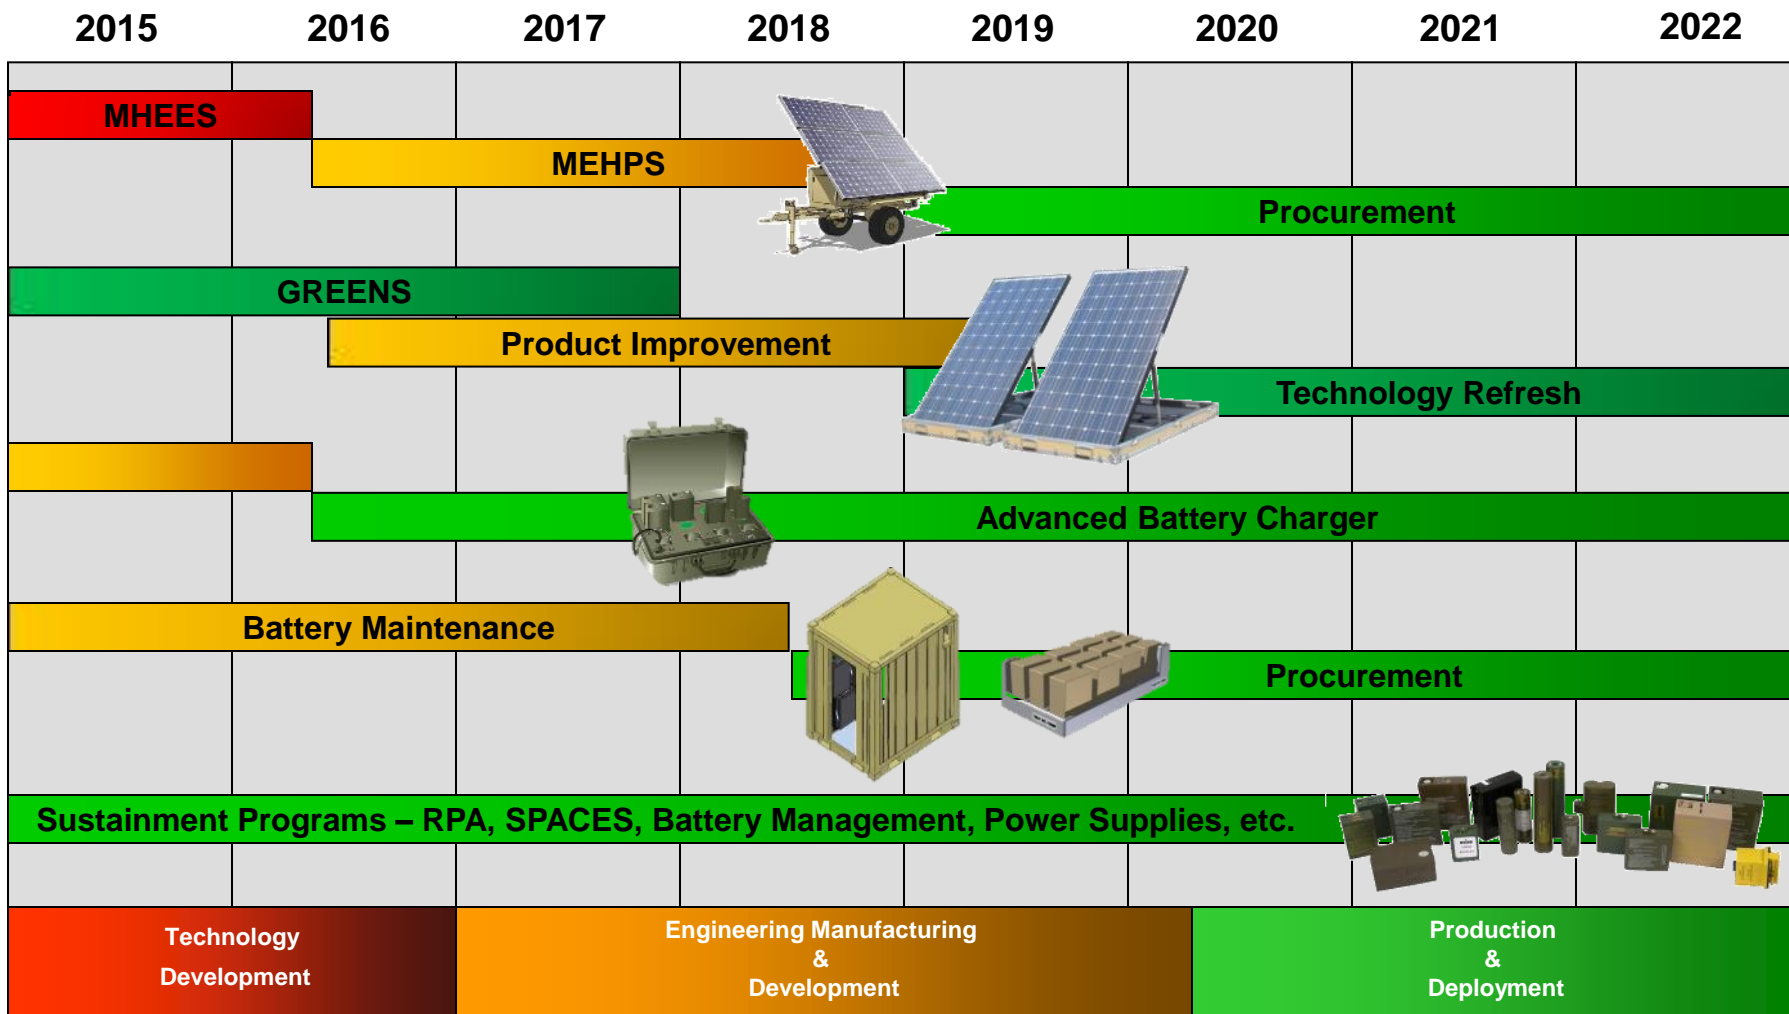 2015 2016 2017 2018 2019 2020 2021 2022
MHEES
MEHPS
Procurement
GREENS
Product Improvement
Technology Refresh
Advanced Battery Charger
Battery Maintenance
Procurement
Sustainment Programs – RPA, SPACES, Battery Management, Power Supplies, etc.
Technology
Development
Engineering Manufacturing
&
Development
Production
&
Deployment